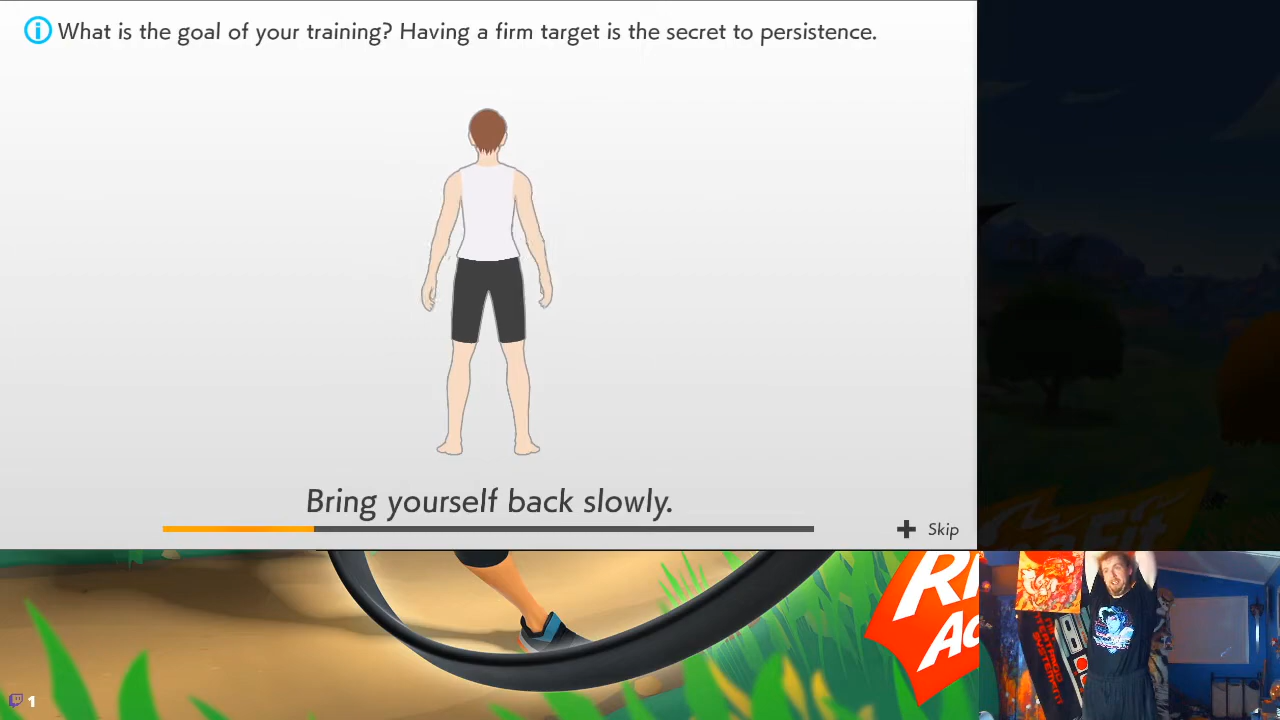 What is the goal of your training? Having a firm target is the secret to persistence.
Bring yourself back slowly.
Skip
1